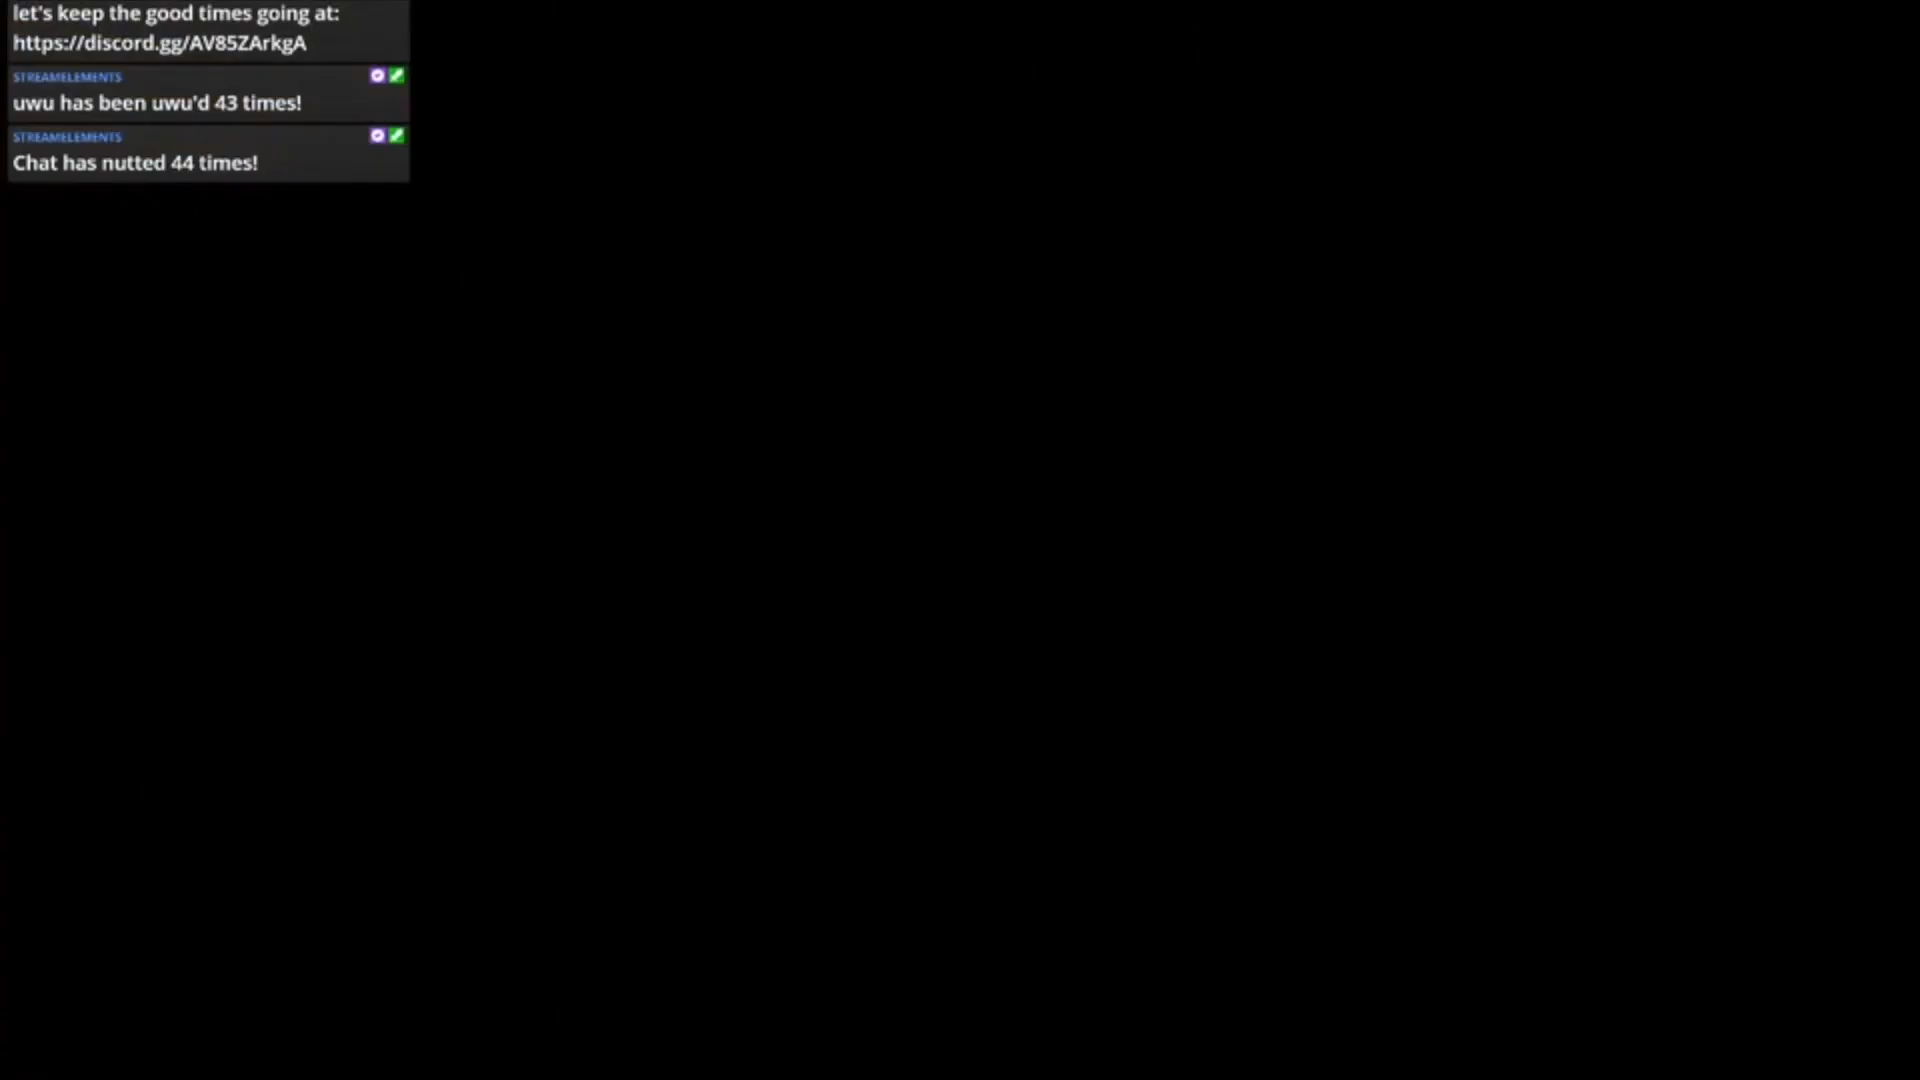 let's keep the good times going at:
https://discord.gg/AV85ZArkgA
STREAMELEMENTS
uwu has been uwu'd 43 times!
STREAMELEMENTS
Chat has nutted 44 times!